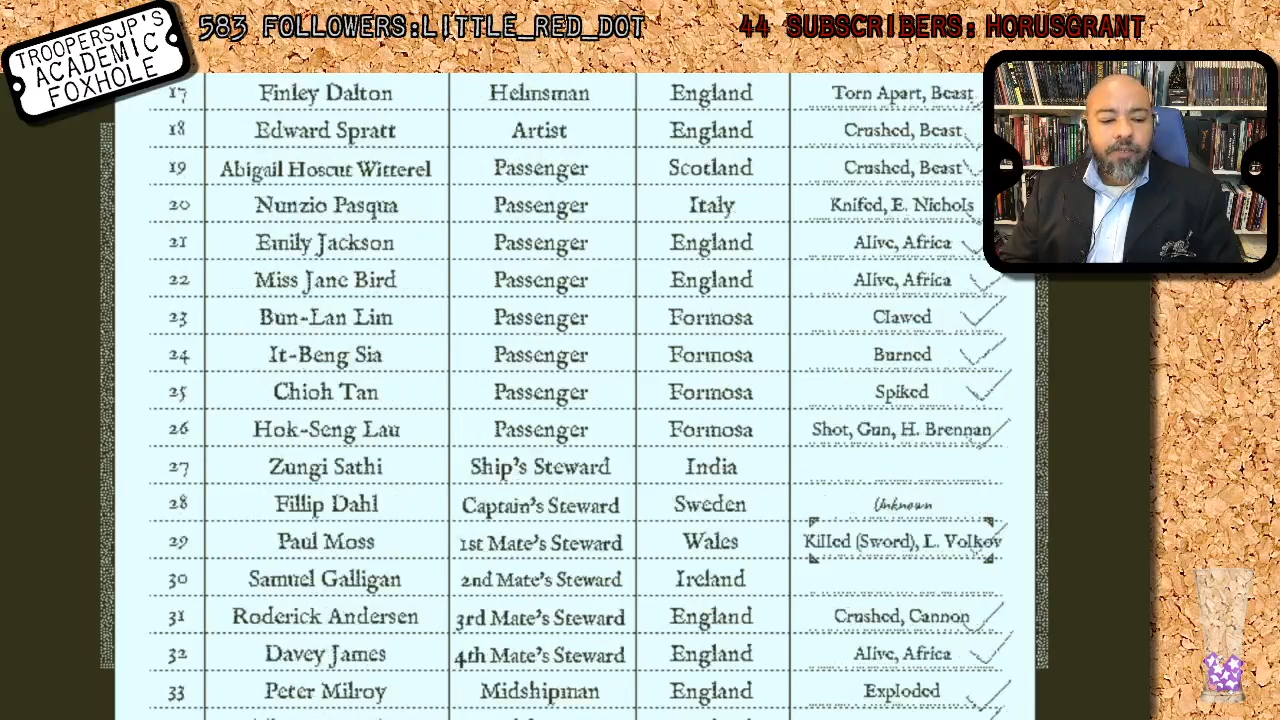 TROOPERSJP'S
ACADEMIC
FOXHOLE
583 FOLLOWERS:LITTLE_RED_DOT
44 SUBSCRIBERS: HORUSGRANT
17 Finley Dalton Helmsman England Torn Apart, Beast
18 Edward Spratt Artist England Crushed, Beast
19 Abigail Hoscut Witterel Passenger Scotland Crushed, Beast
20 Nunzio Pasqua Passenger Italy Knifed, E. Nichols
21 Emily Jackson Passenger England Alive, Africa
22 Miss Jane Bird Passenger England Alive, Africa
23 Bun-Lan Lim Passenger Formosa Clawed
24 It-Beng Sia Passenger Formosa Burned
25 Chioh Tan Passenger Formosa Spiked
26 Hok-Seng Lau Passenger Formosa Shot, Gun, H. Brennan
27 Zungi Sathi Ship's Steward India
28 Fillip Dahl Captain's Steward Sweden Unknown
29 Paul Moss 1st Mate's Steward Wales Killed (Sword), L. Volkov
30 Samuel Galligan 2nd Mate's Steward Ireland
31 Roderick Andersen 3rd Mate's Steward England Crushed, Cannon
32 Davey James 4th Mate's Steward England Alive, Africa
33 Peter Milroy Midshipman England Exploded